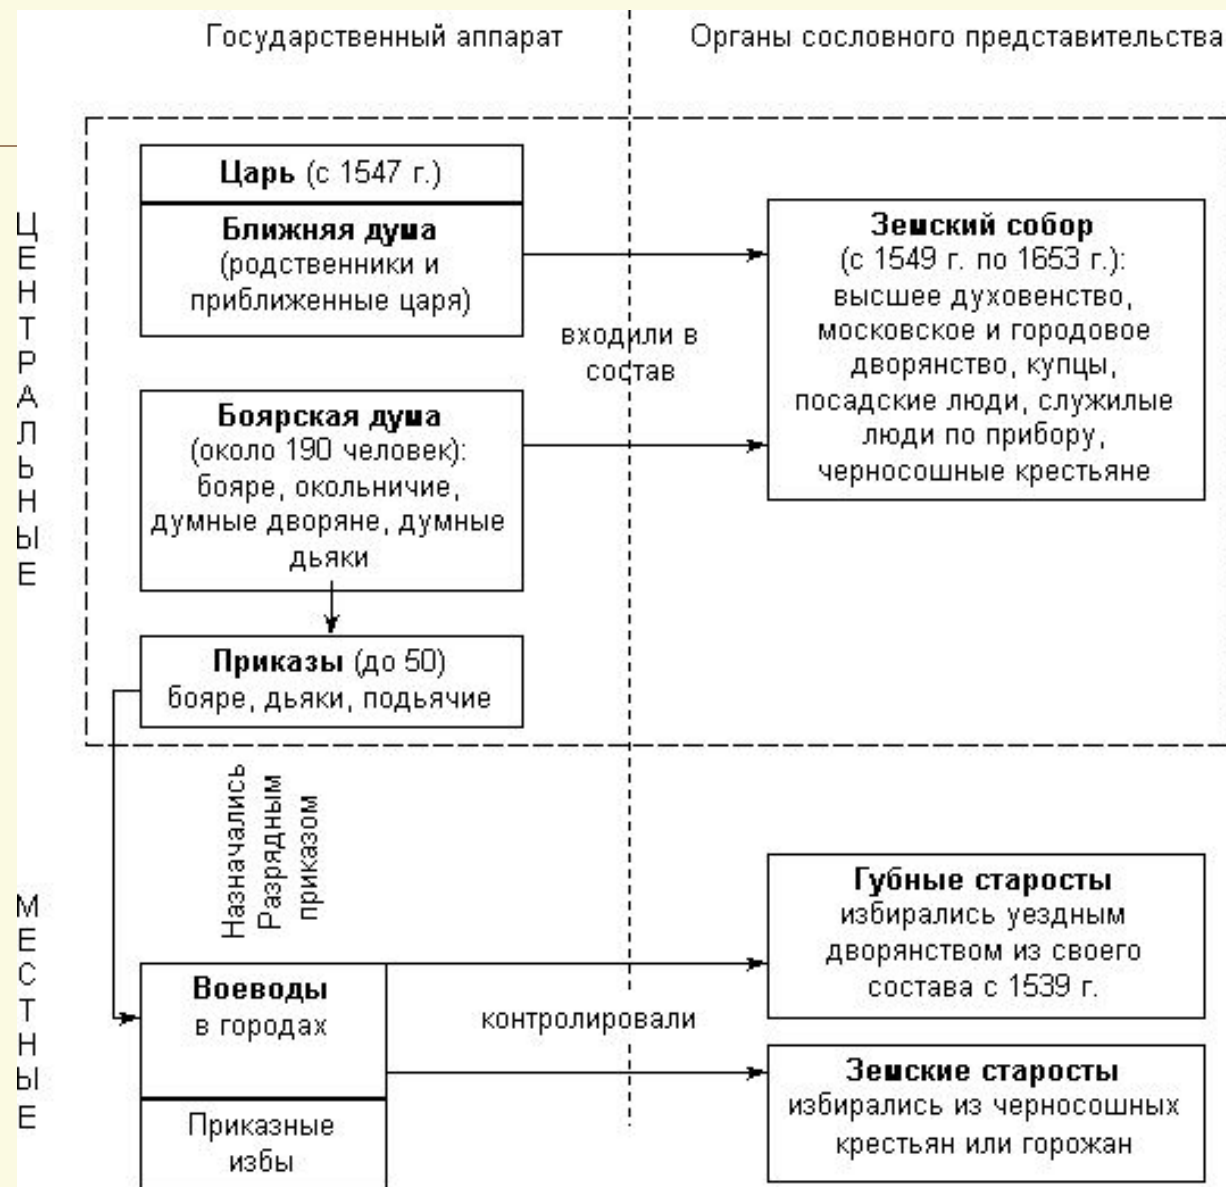 Государственный аппарат
Органы сословного представительства
ЦЕНТРАЛЬНЫЕ
Царь (с 1547 г.)
Ближняя дума
(родственники и
приближенные царя)
входили в
состав
Земский собор
(с 1549 г. по 1653 г.):
высшее духовенство,
московское и городовое
дворянство, купцы,
посадские люди, служилые
люди по прибору,
черносошные крестьяне
Боярская дума
(около 190 человек):
бояре, окольничие,
думные дворяне, думные
дьяки
Приказы (до 50)
бояре, дьяки, подьячие
Назначались
Разрядным
приказом
МЕСТНЫЕ
Воеводы
в городах
Приказные
избы
контролировали
Губные старосты
избирались уездным
дворянством из своего
состава с 1539 г.
Земские старосты
избирались из черносошных
крестьян или горожан